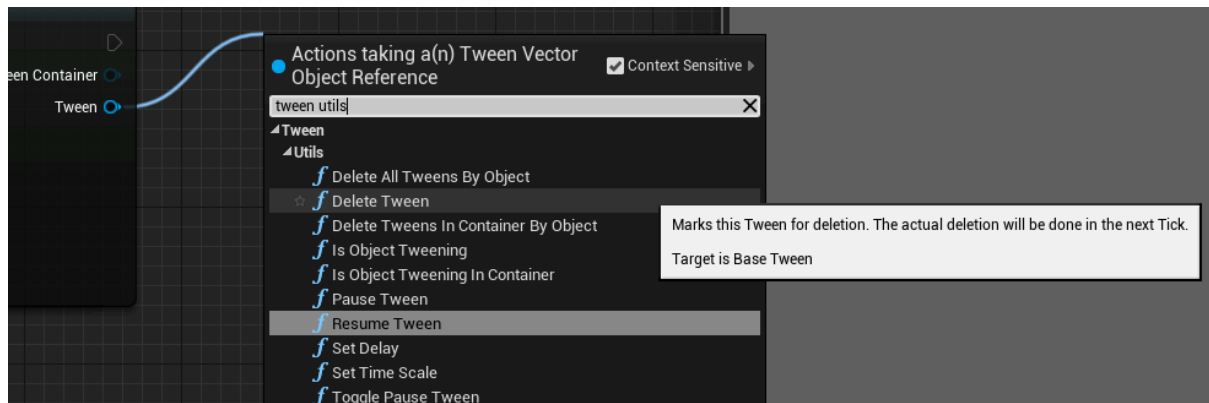 Actions taking a(n) Tween Vector
Object Reference
Context Sensitive
een Container
Tween
tween utils
Tween
Utils
Delete All Tweens By Object
Delete Tween
Delete Tweens In Container By Object
Is Object Tweening
Is Object Tweening In Container
Pause Tween
Resume Tween
Set Delay
Set Time Scale
Toggle Pause Tween
Marks this Tween for deletion. The actual deletion will be done in the next Tick.
Target is Base Tween